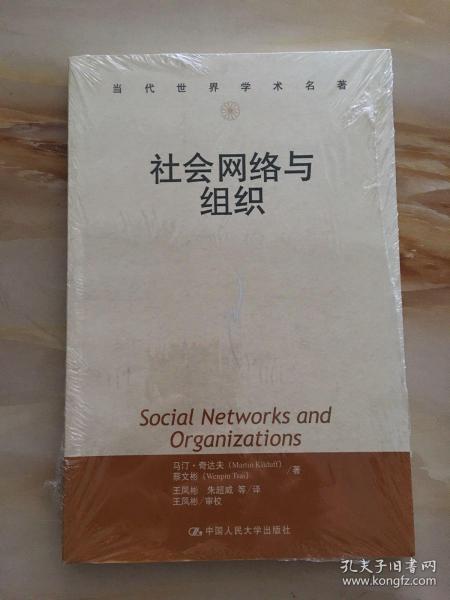 当代世界学术名著
社会网络与
组织
Social Networks and
Organizations
马汀·奇达夫（Martin Kilduff）
蔡文彬（Wenpin Tsai）
/著
王凤彬 朱超威 等/译
王凤彬/审校
中国人民大学出版社
孔夫子旧书网
www.kongfz.com